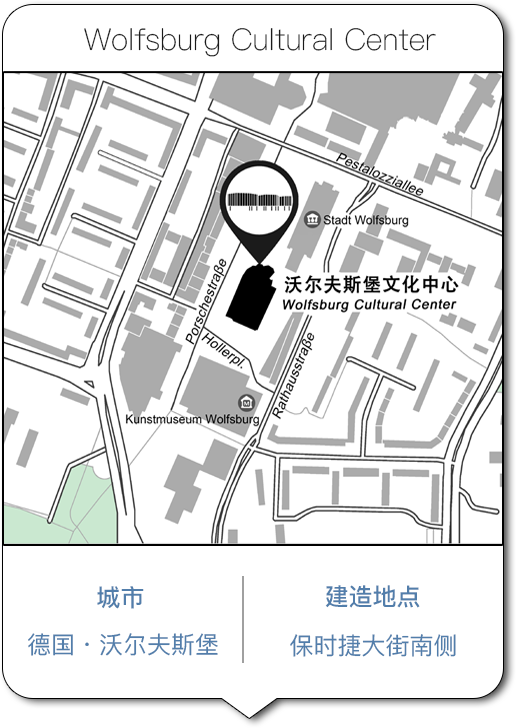 Wolfsburg Cultural Center
Pestalozziallee
Stadt Wolfsburg
沃尔夫斯堡文化中心
Wolfsburg Cultural Center
Porschestraße
Hollerpl.
Rathausstraße
Kunstmuseum Wolfsburg
城市
建造地点
德国·沃尔夫斯堡
保时捷大街南侧